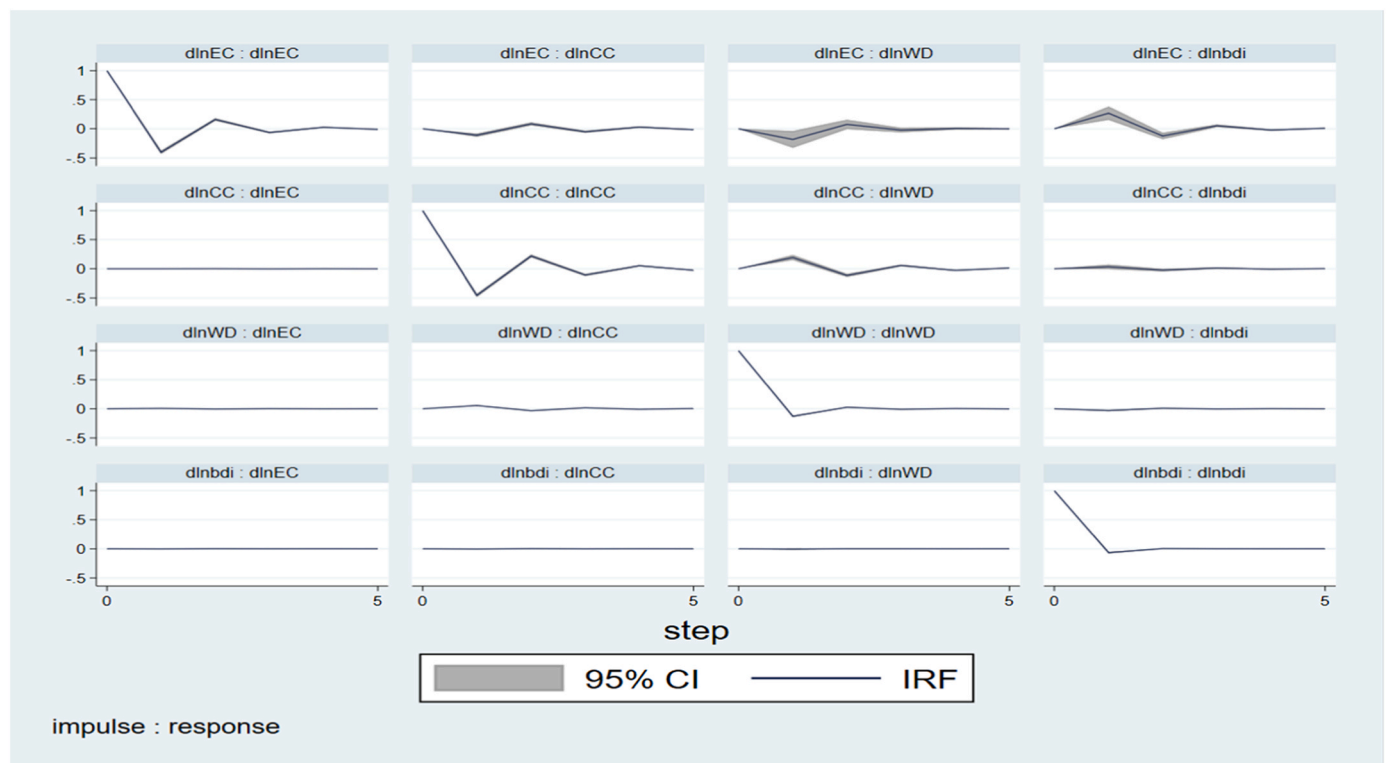 dlnEC : dlnEC dlnEC : dlnCC dlnEC : dlnWD dlnEC : dlnbdi
1
.5
0
-.5
dlnCC : dlnEC dlnCC : dlnCC dlnCC : dlnWD dlnCC : dlnbdi
1
.5
0
-.5
dlnWD : dlnEC dlnWD : dlnCC dlnWD : dlnWD dlnWD : dlnbdi
1
.5
0
-.5
dlnbdi : dlnEC dlnbdi : dlnCC dlnbdi : dlnWD dlnbdi : dlnbdi
1
.5
0
-.5
0 5 0 5 0 5 0 5
step
95% CI IRF
impulse : response